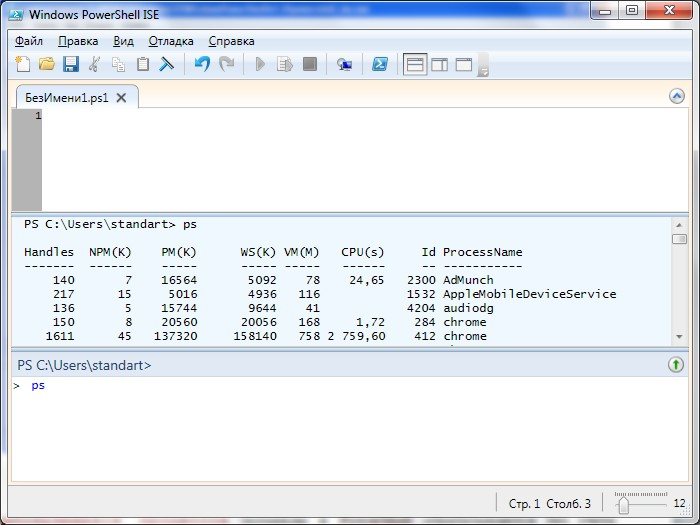 Windows PowerShell ISE
Файл Правка Вид Отладка Справка
БезИмени1.ps1
1
PS C:\Users\standart> ps
Handles NPM(K) PM(K) WS(K) VM(M) CPU(s) Id ProcessName
------- ------ ----- ----- ----- ------ -- -----------
140 7 16564 5092 78 24,65 2300 AdMunch
217 15 5016 4936 116 1532 AppleMobileDeviceService
136 5 15744 9644 41 4204 audiodg
150 8 20560 20056 168 1,72 284 chrome
1611 45 137320 158140 758 2 759,60 412 chrome
PS C:\Users\standart>
> ps
Стр. 1 Столб. 3 12